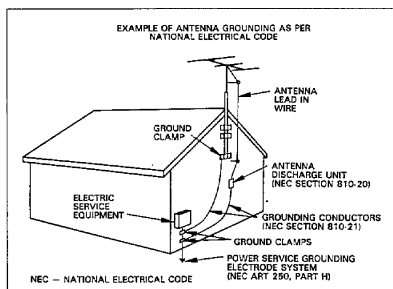 EXAMPLE OF ANTENNA GROUNDING AS PER
NATIONAL ELECTRICAL CODE
ANTENNA
LEAD IN
WIRE
GROUND
CLAMP
ANTENNA
DISCHARGE UNIT
(NEC SECTION 810-20)
ELECTRIC
SERVICE
EQUIPMENT
GROUNDING CONDUCTORS
(NEC SECTION 810-21)
GROUND CLAMPS
POWER SERVICE GROUNDING
ELECTRODE SYSTEM
(NEC ART 250, PART H)
NEC – NATIONAL ELECTRICAL CODE